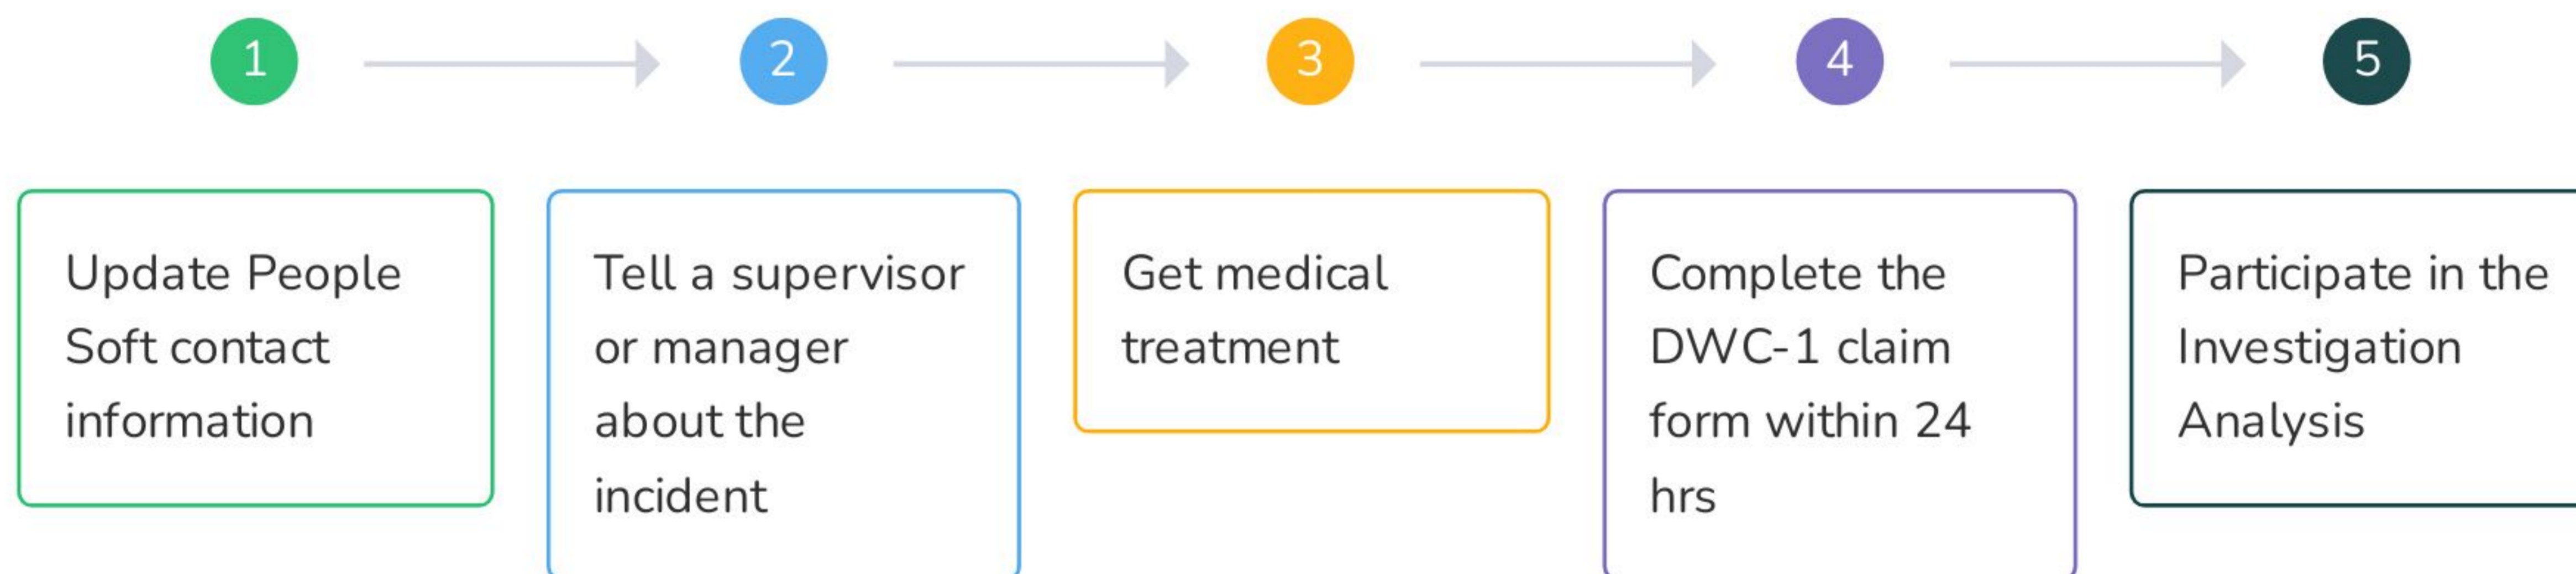 1
2
3
4
5
Update People
Soft contact
information
Tell a supervisor
or manager
about the
incident
Get medical
treatment
Complete the
DWC-1 claim
form within 24
hrs
Participate in the
Investigation
Analysis